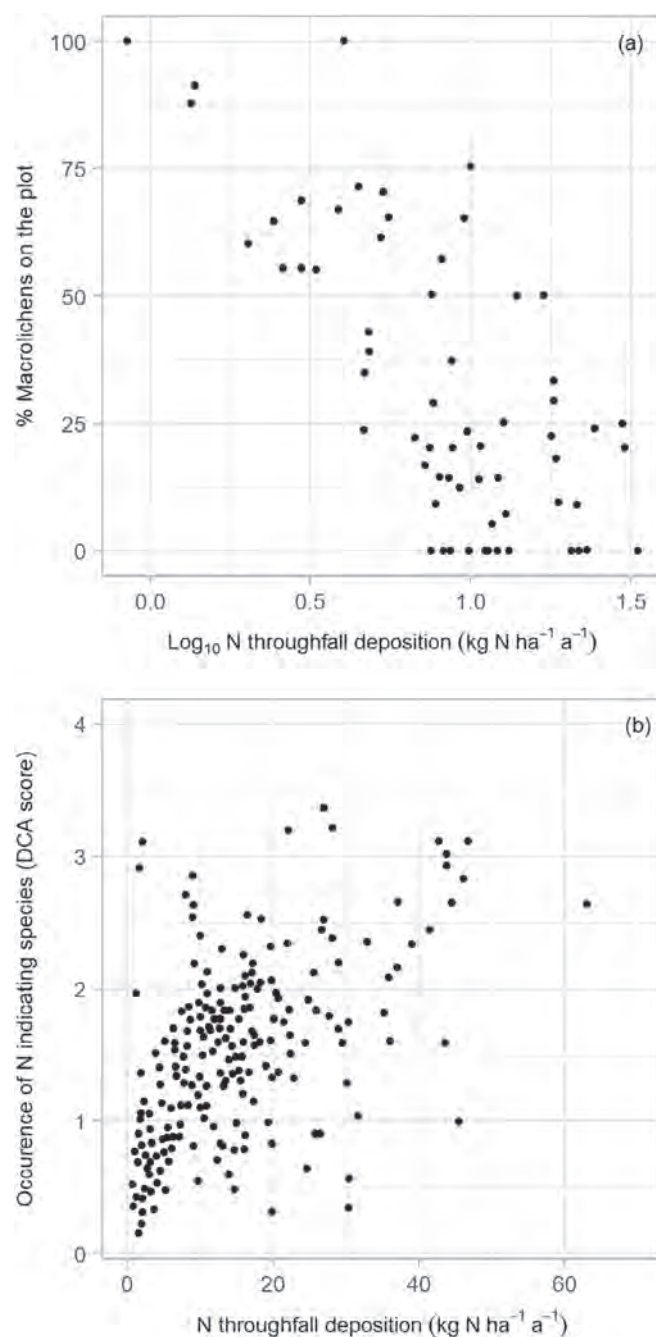 (a)
% Macrolichens on the plot
100
75
50
25
0
0.0 0.5 1.0 1.5
Log₁₀ N throughfall deposition (kg N ha⁻¹ a⁻¹)
(b)
Occurence of N indicating species (DCA score)
4
3
2
1
0
0 20 40 60
N throughfall deposition (kg N ha⁻¹ a⁻¹)